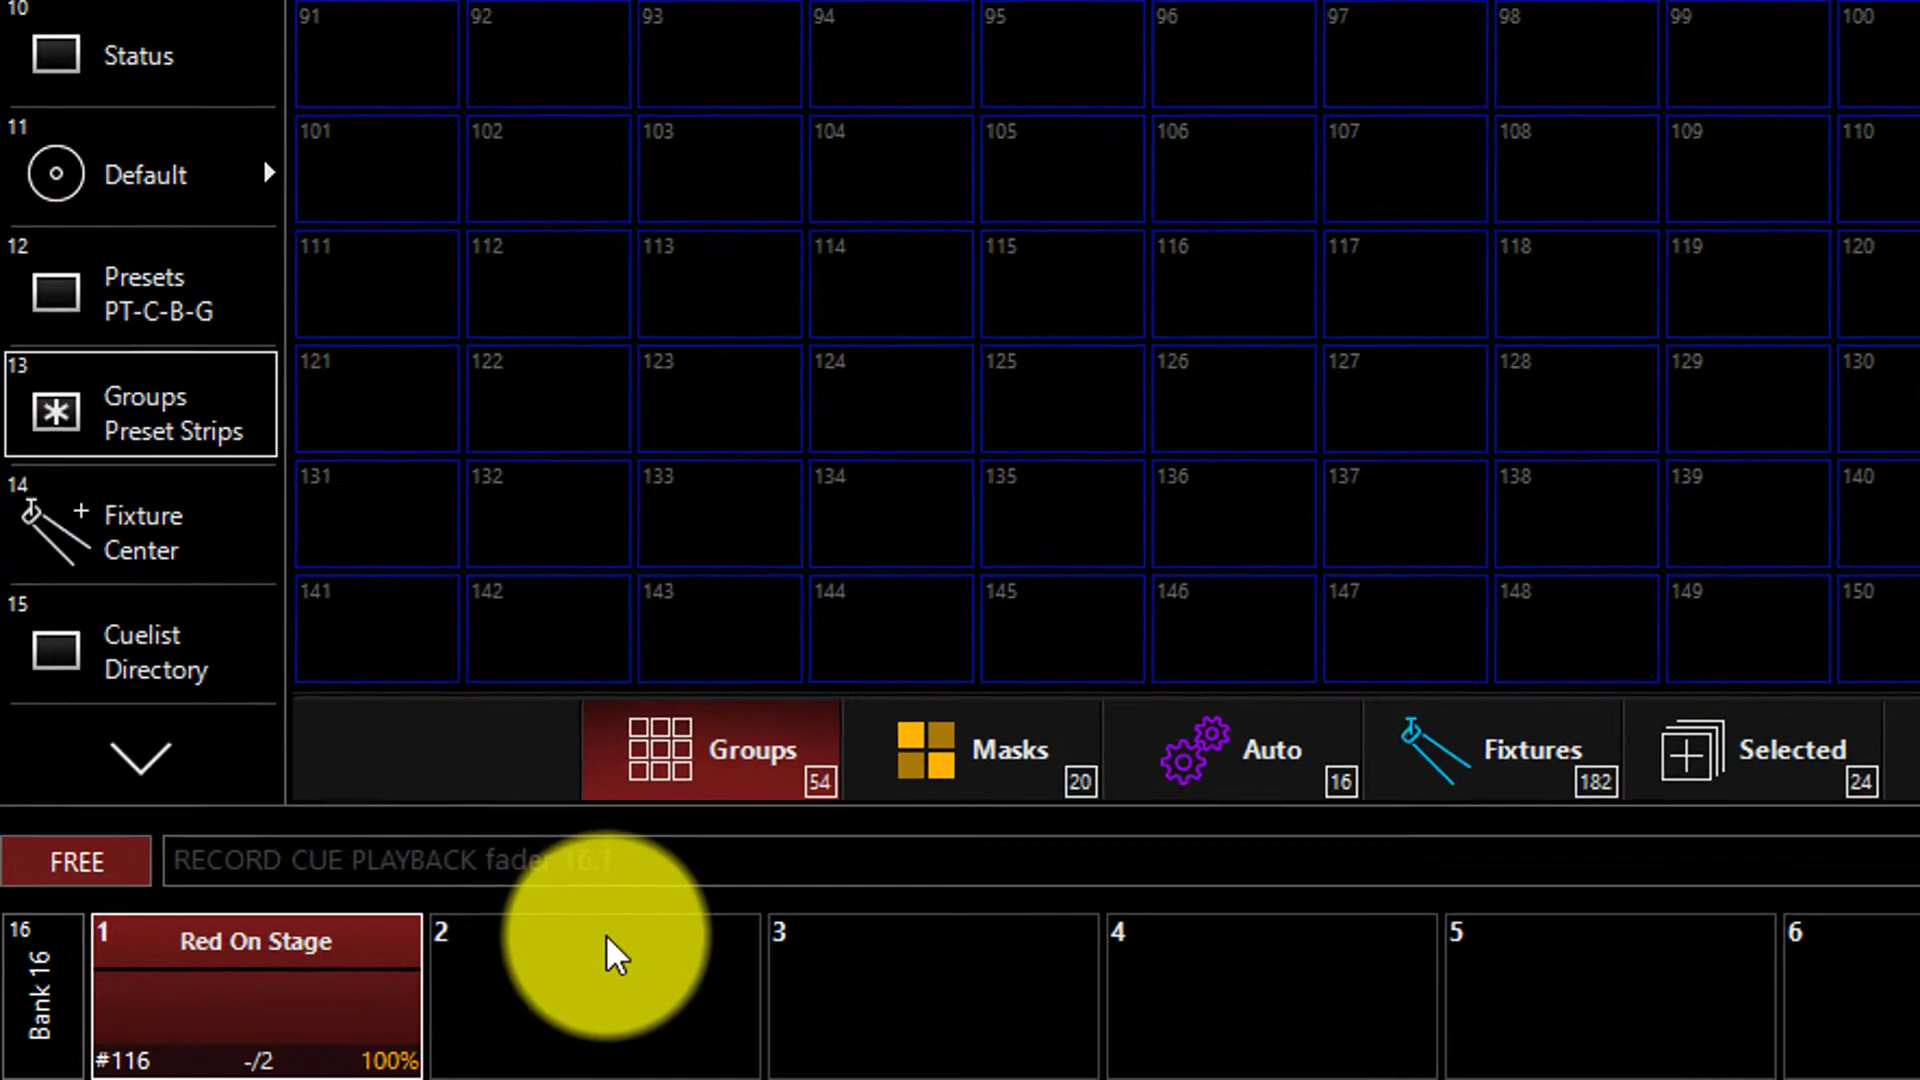 10
Status
11
Default
12
Presets
PT-C-B-G
13
Groups
Preset Strips
14
Fixture
Center
15
Cuelist
Directory
91 92 93 94 95 96 97 98 99 100
101 102 103 104 105 106 107 108 109 110
111 112 113 114 115 116 117 118 119 120
121 122 123 124 125 126 127 128 129 130
131 132 133 134 135 136 137 138 139 140
141 142 143 144 145 146 147 148 149 150
Groups 54 Masks 20 Auto 16 Fixtures 182 Selected 24
FREE RECORD CUE PLAYBACK fader 16.1
16
Bank 16
1 Red On Stage
#116 -/2 100%
2 3 4 5 6